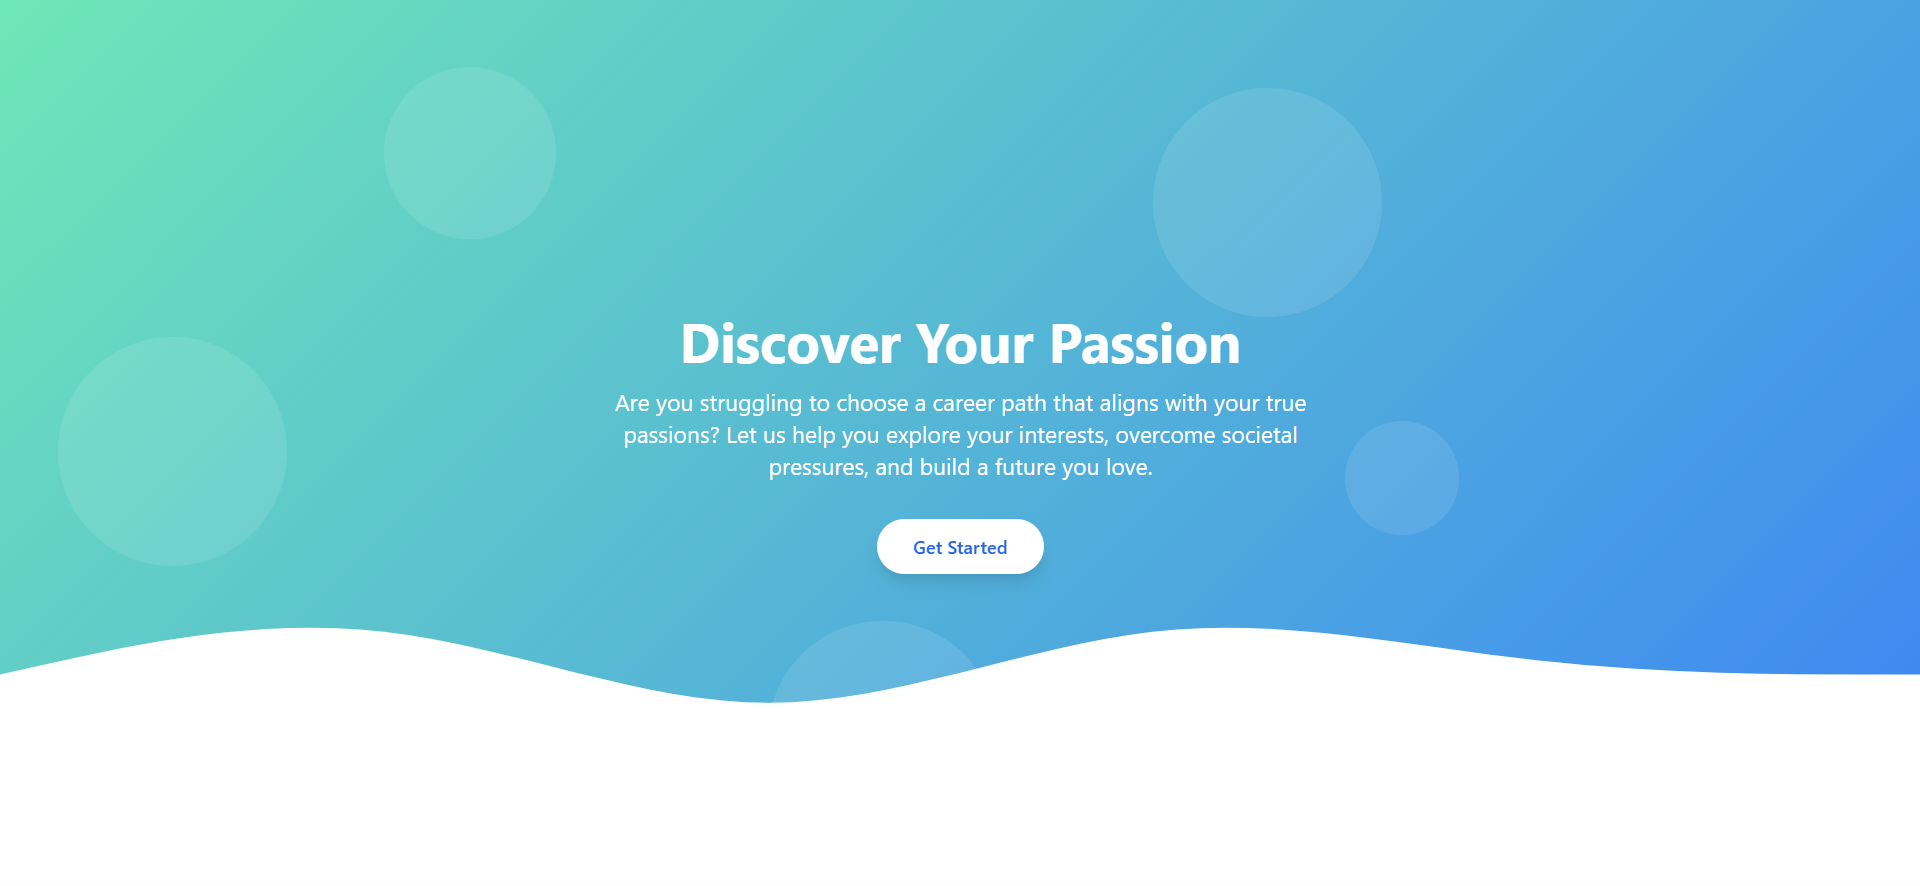 Discover Your Passion
Are you struggling to choose a career path that aligns with your true
passions? Let us help you explore your interests, overcome societal
pressures, and build a future you love.
Get Started